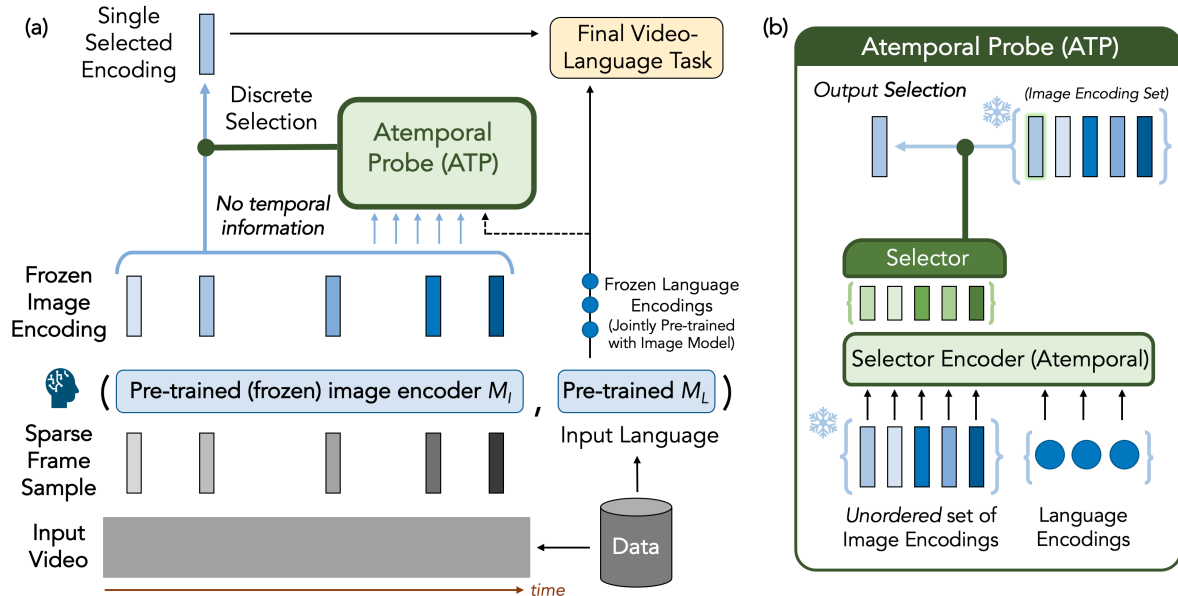 (a)
Single
Selected
Encoding
Final Video-
Language Task
Discrete
Selection
Atemporal
Probe (ATP)
No temporal
information
Frozen
Image
Encoding
Frozen Language
Encodings
(Jointly Pre-trained
with Image Model)
( Pre-trained (frozen) image encoder M_I , Pre-trained M_L )
Sparse
Frame
Sample
Input Language
Input
Video
Data
time
(b)
Atemporal Probe (ATP)
Output Selection
(Image Encoding Set)
Selector
Selector Encoder (Atemporal)
Unordered set of
Image Encodings
Language
Encodings